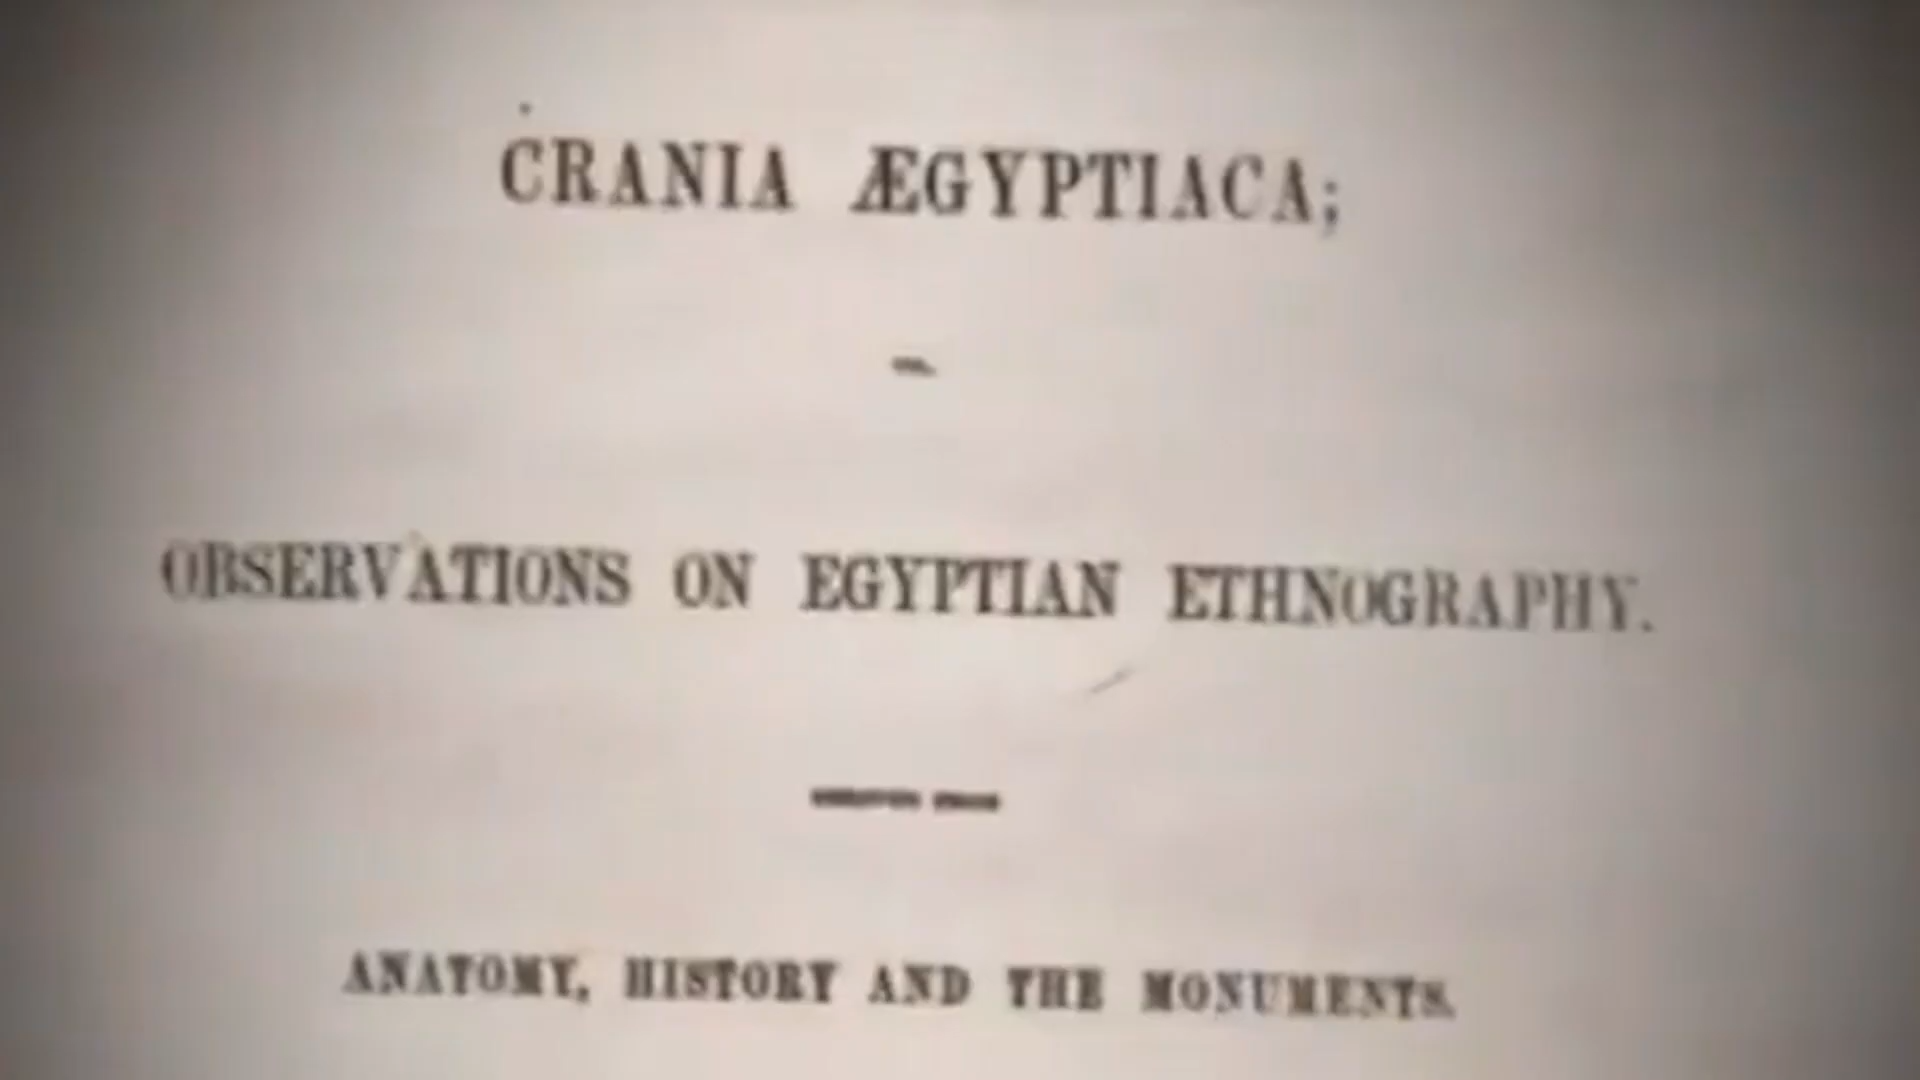 CRANIA ÆGYPTIACA;
OBSERVATIONS ON EGYPTIAN ETHNOGRAPHY.
ANATOMY, HISTORY AND THE MONUMENTS.